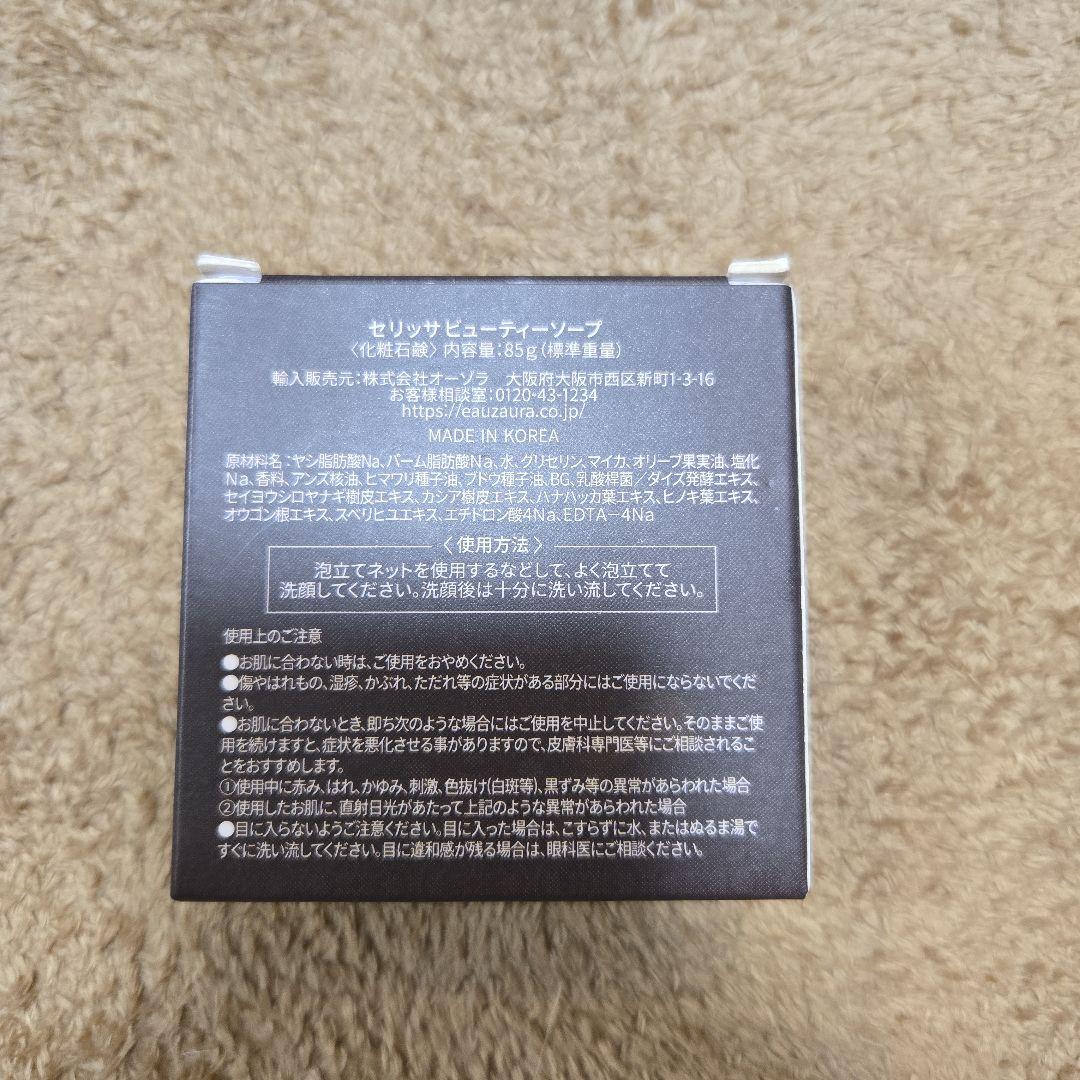 セリッサ ビューティーソープ
〈化粧石鹸〉内容量：85g（標準重量）
輸入販売元：株式会社オーゾラ　大阪府大阪市西区新町1-3-16
お客様相談室：0120-43-1234
https://eauzaura.co.jp/
MADE IN KOREA
原材料名：ヤシ脂肪酸Na、パーム脂肪酸Na、水、グリセリン、マイカ、オリーブ果実油、塩化
Na、香料、アンズ核油、ヒマワリ種子油、ブドウ種子油、BG、乳酸桿菌／ダイズ発酵エキス、
セイヨウシロヤナギ樹皮エキス、カシア樹皮エキス、ハナハッカ葉エキス、ヒノキ葉エキス、
オウゴン根エキス、スベリヒユエキス、エチドロン酸4Na、EDTA－4Na
〈使用方法〉
泡立てネットを使用するなどして、よく泡立てて
洗顔してください。洗顔後は十分に洗い流してください。
使用上のご注意
●お肌に合わない時は、ご使用をおやめください。
●傷やはれもの、湿疹、かぶれ、ただれ等の症状がある部分にはご使用にならないでくだ
さい。
●お肌に合わないとき、即ち次のような場合にはご使用を中止してください。そのままご使
用を続けますと、症状を悪化させる事がありますので、皮膚科専門医等にご相談されるこ
とをおすすめします。
①使用中に赤み、はれ、かゆみ、刺激、色抜け(白斑等)、黒ずみ等の異常があらわれた場合
②使用したお肌に、直射日光があたって上記のような異常があらわれた場合
●目に入らないようご注意ください。目に入った場合は、こすらずに水、またはぬるま湯で
すぐに洗い流してください。目に違和感が残る場合は、眼科医にご相談ください。